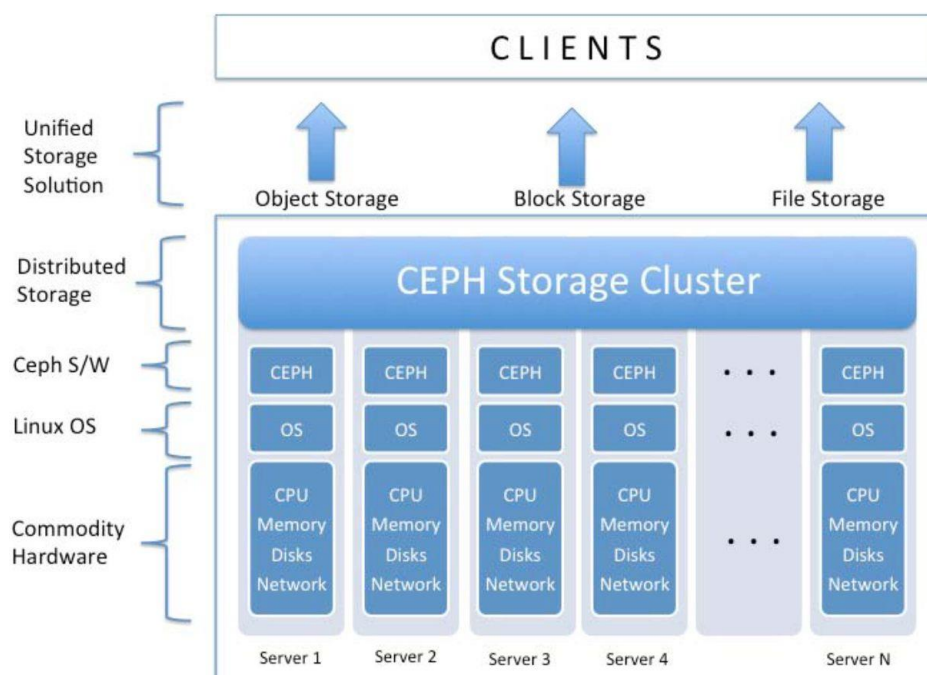 CLIENTS
Unified
Storage
Solution
Object Storage
Block Storage
File Storage
Distributed
Storage
CEPH Storage Cluster
Ceph S/W
CEPH
CEPH
CEPH
CEPH
. . .
CEPH
Linux OS
OS
OS
OS
OS
. . .
OS
Commodity
Hardware
CPU
Memory
Disks
Network
CPU
Memory
Disks
Network
CPU
Memory
Disks
Network
CPU
Memory
Disks
Network
. . .
CPU
Memory
Disks
Network
Server 1
Server 2
Server 3
Server 4
Server N